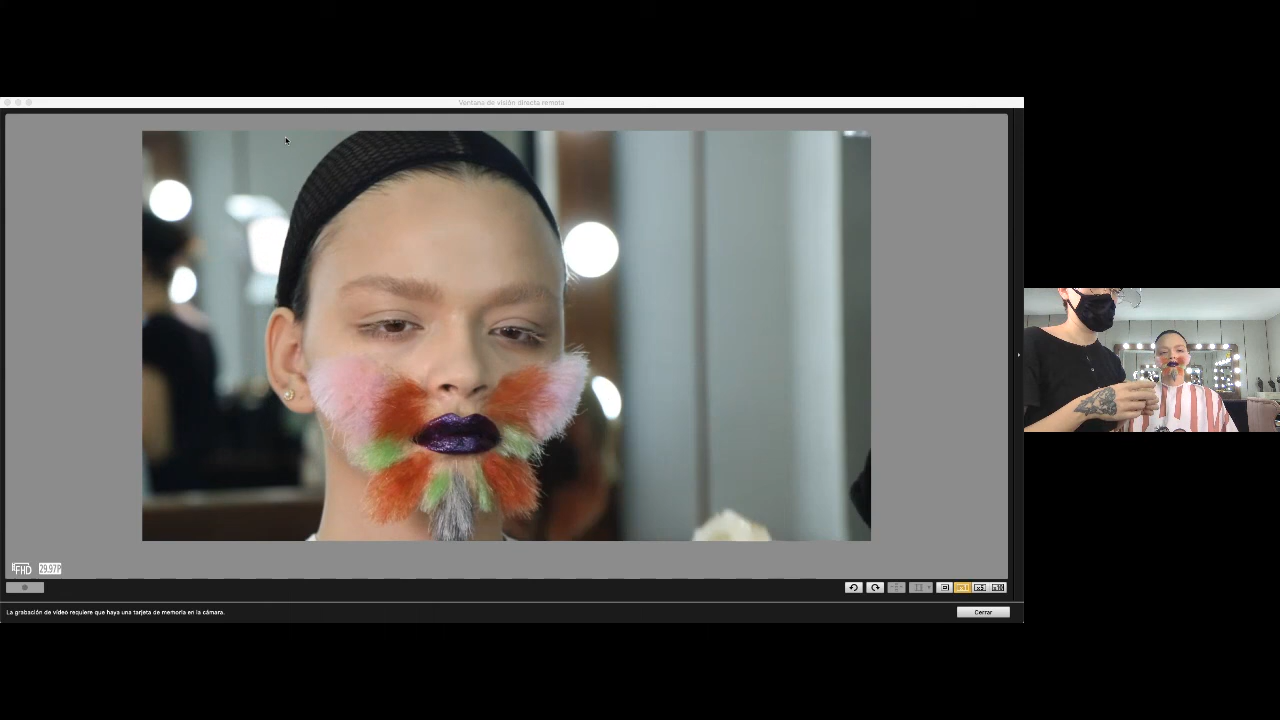 Ventana de visión directa remota
FHD 29.97P
La grabación de vídeo requiere que haya una tarjeta de memoria en la cámara.
Cerrar